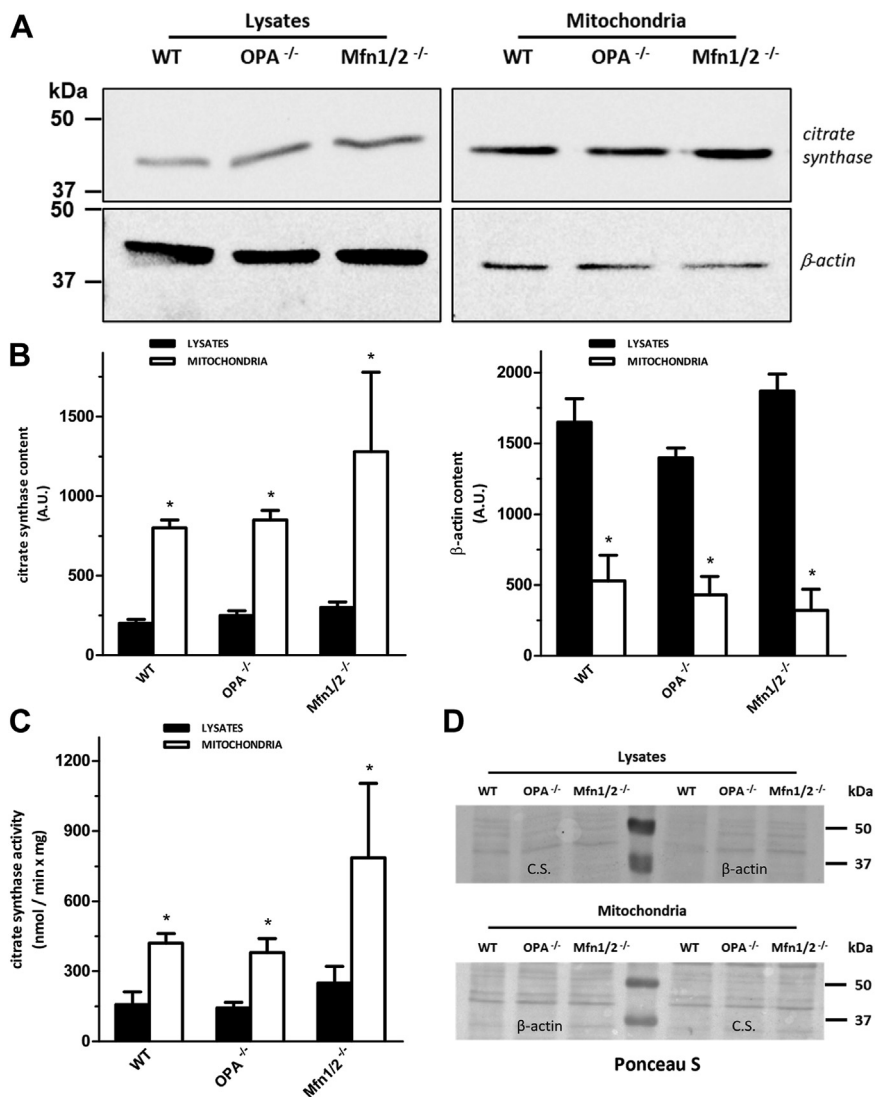 A
Lysates Mitochondria
WT OPA -/- Mfn1/2 -/- WT OPA -/- Mfn1/2 -/-
kDa
50
citrate
synthase
37
50
β-actin
37
B
LYSATES
MITOCHONDRIA
citrate synthase content
(A.U.)
1500
1000
500
0
* * *
WT OPA -/- Mfn1/2 -/-
LYSATES
MITOCHONDRIA
β-actin content
(A.U.)
2000
1500
1000
500
0
* * *
WT OPA -/- Mfn1/2 -/-
C
LYSATES
MITOCHONDRIA
citrate synthase activity
(nmol / min x mg)
1200
900
600
300
0
* * *
WT OPA -/- Mfn1/2 -/-
D
Lysates
WT OPA -/- Mfn1/2 -/- WT OPA -/- Mfn1/2 -/- kDa
50
37
C.S. β-actin
Mitochondria
WT OPA -/- Mfn1/2 -/- WT OPA -/- Mfn1/2 -/- kDa
50
37
β-actin C.S.
Ponceau S